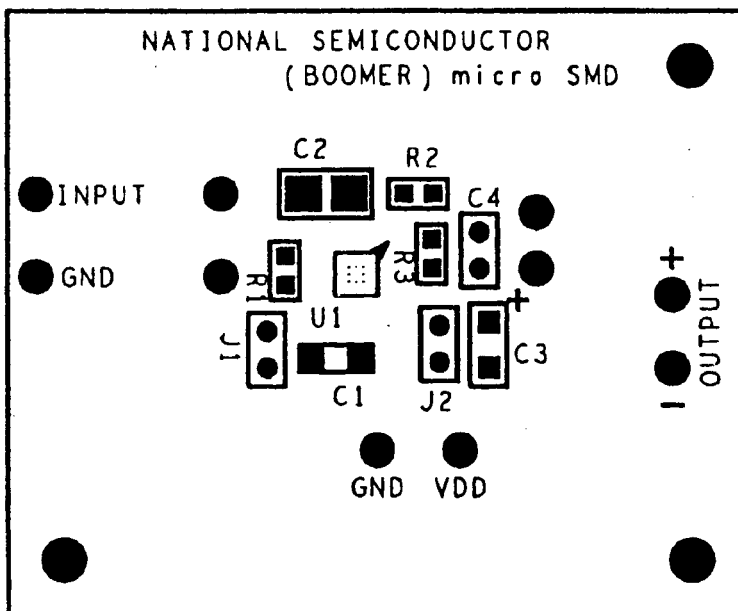 NATIONAL SEMICONDUCTOR
(BOOMER) micro SMD
C2
R2
C4
INPUT
GND
R1
R3
U1
+
J1
C1
J2
C3
+
OUTPUT
-
GND VDD